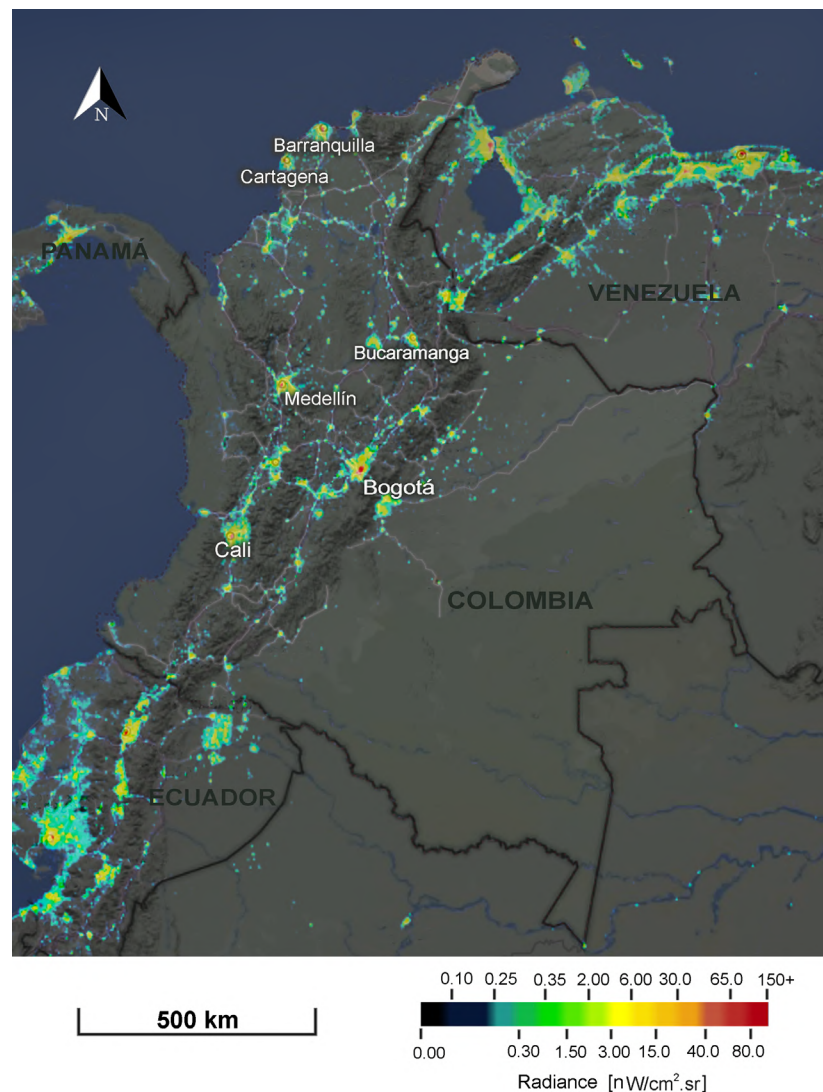 N
Barranquilla
Cartagena
PANAMÁ
VENEZUELA
Bucaramanga
Medellín
Bogotá
Cali
COLOMBIA
ECUADOR
500 km
0.10 0.25 0.35 2.00 6.00 30.0 65.0 150+
0.00 0.30 1.50 3.00 15.0 40.0 80.0
Radiance [nW/cm².sr]